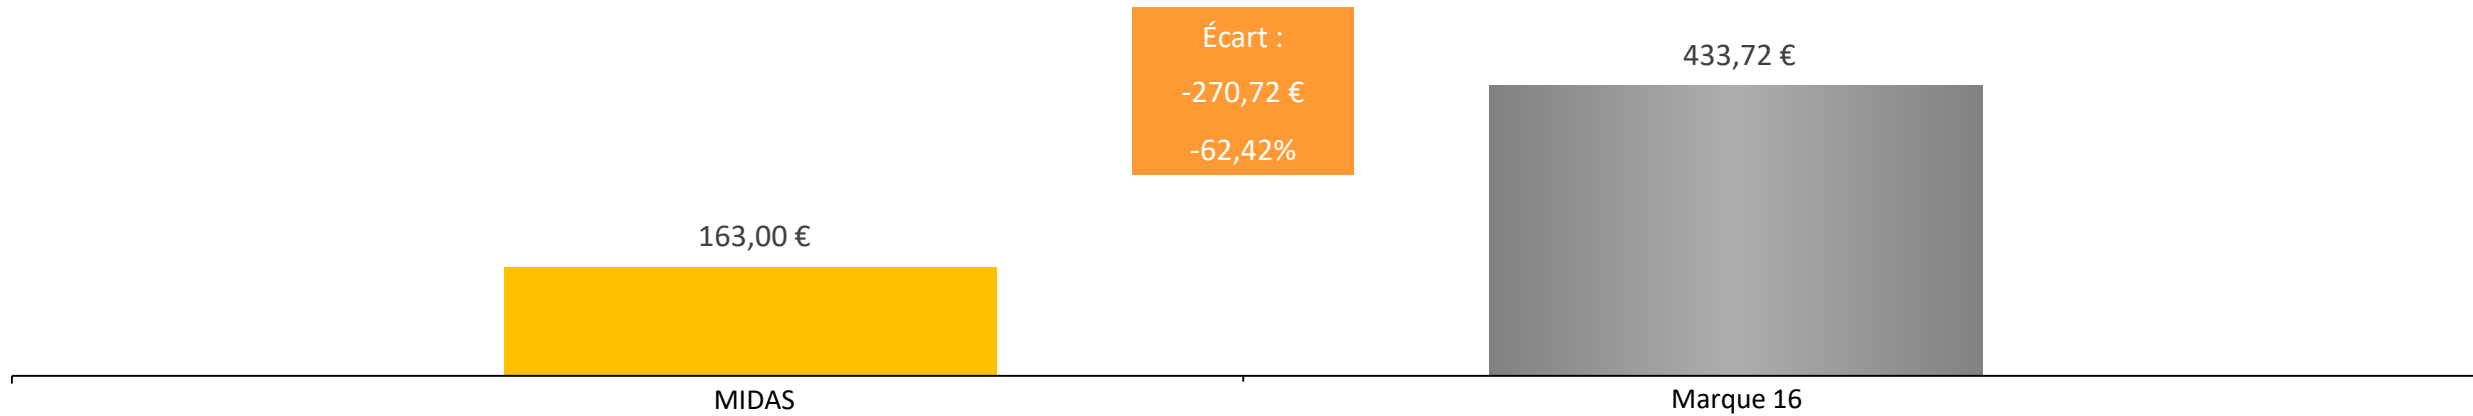 Écart :
-270,72 €
-62,42%
433,72 €
163,00 €
MIDAS
Marque 16